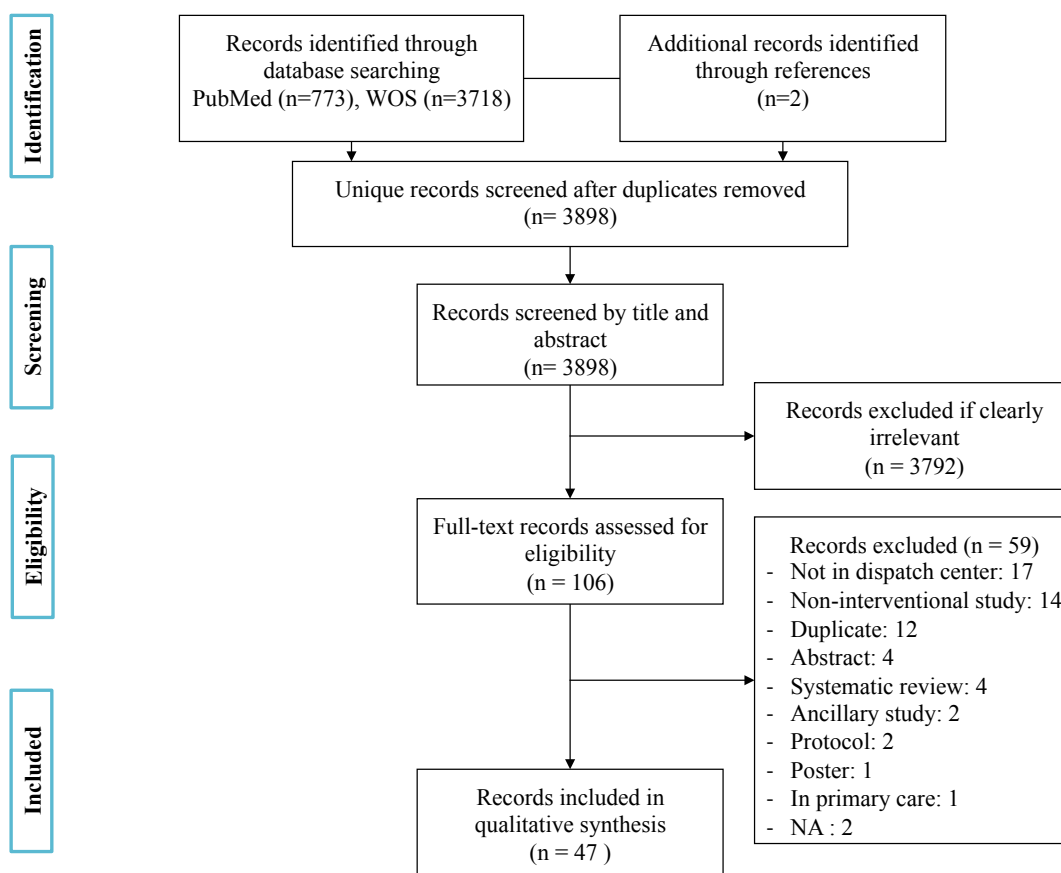 Identification
Records identified through
database searching
PubMed (n=773), WOS (n=3718)
Additional records identified
through references
(n=2)
Unique records screened after duplicates removed
(n= 3898)
Screening
Records screened by title and
abstract
(n= 3898)
Records excluded if clearly
irrelevant
(n = 3792)
Eligibility
Full-text records assessed for
eligibility
(n = 106)
Records excluded (n = 59)
- Not in dispatch center: 17
- Non-interventional study: 14
- Duplicate: 12
- Abstract: 4
- Systematic review: 4
- Ancillary study: 2
- Protocol: 2
- Poster: 1
- In primary care: 1
- NA : 2
Included
Records included in
qualitative synthesis
(n = 47 )